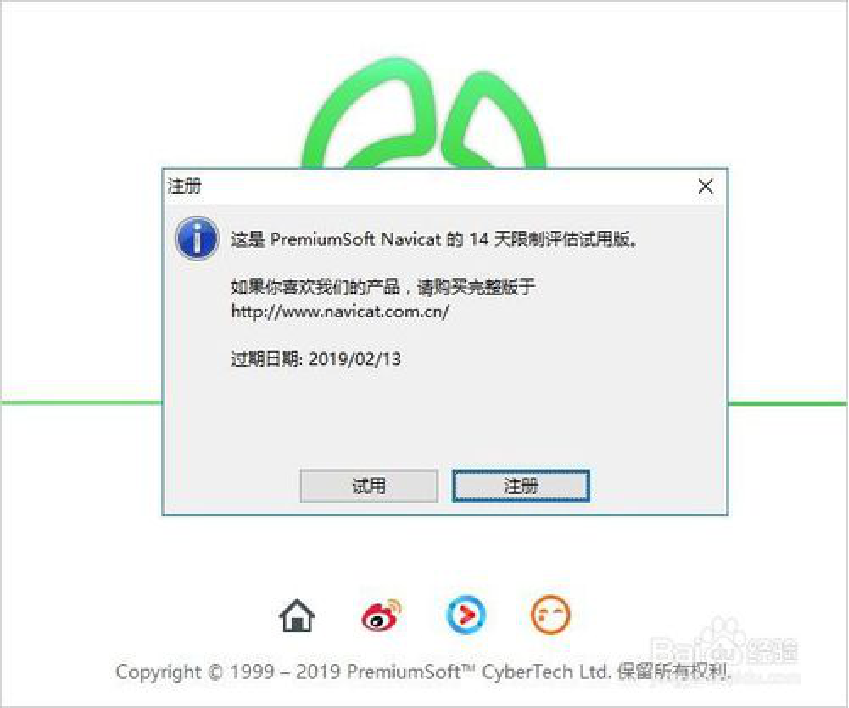 注册
这是 PremiumSoft Navicat 的 14 天限制评估试用版。
如果你喜欢我们的产品，请购买完整版于
http://www.navicat.com.cn/
过期日期: 2019/02/13
试用
注册
Copyright © 1999 – 2019 PremiumSoft™ CyberTech Ltd. 保留所有权利.
Baidu 经验